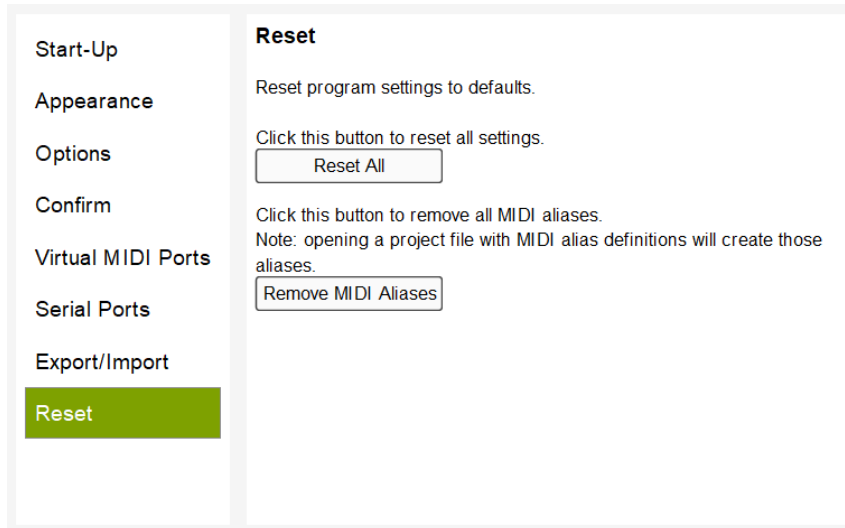 Start-Up
Appearance
Options
Confirm
Virtual MIDI Ports
Serial Ports
Export/Import
Reset
Reset
Reset program settings to defaults.
Click this button to reset all settings.
Reset All
Click this button to remove all MIDI aliases.
Note: opening a project file with MIDI alias definitions will create those
aliases.
Remove MIDI Aliases